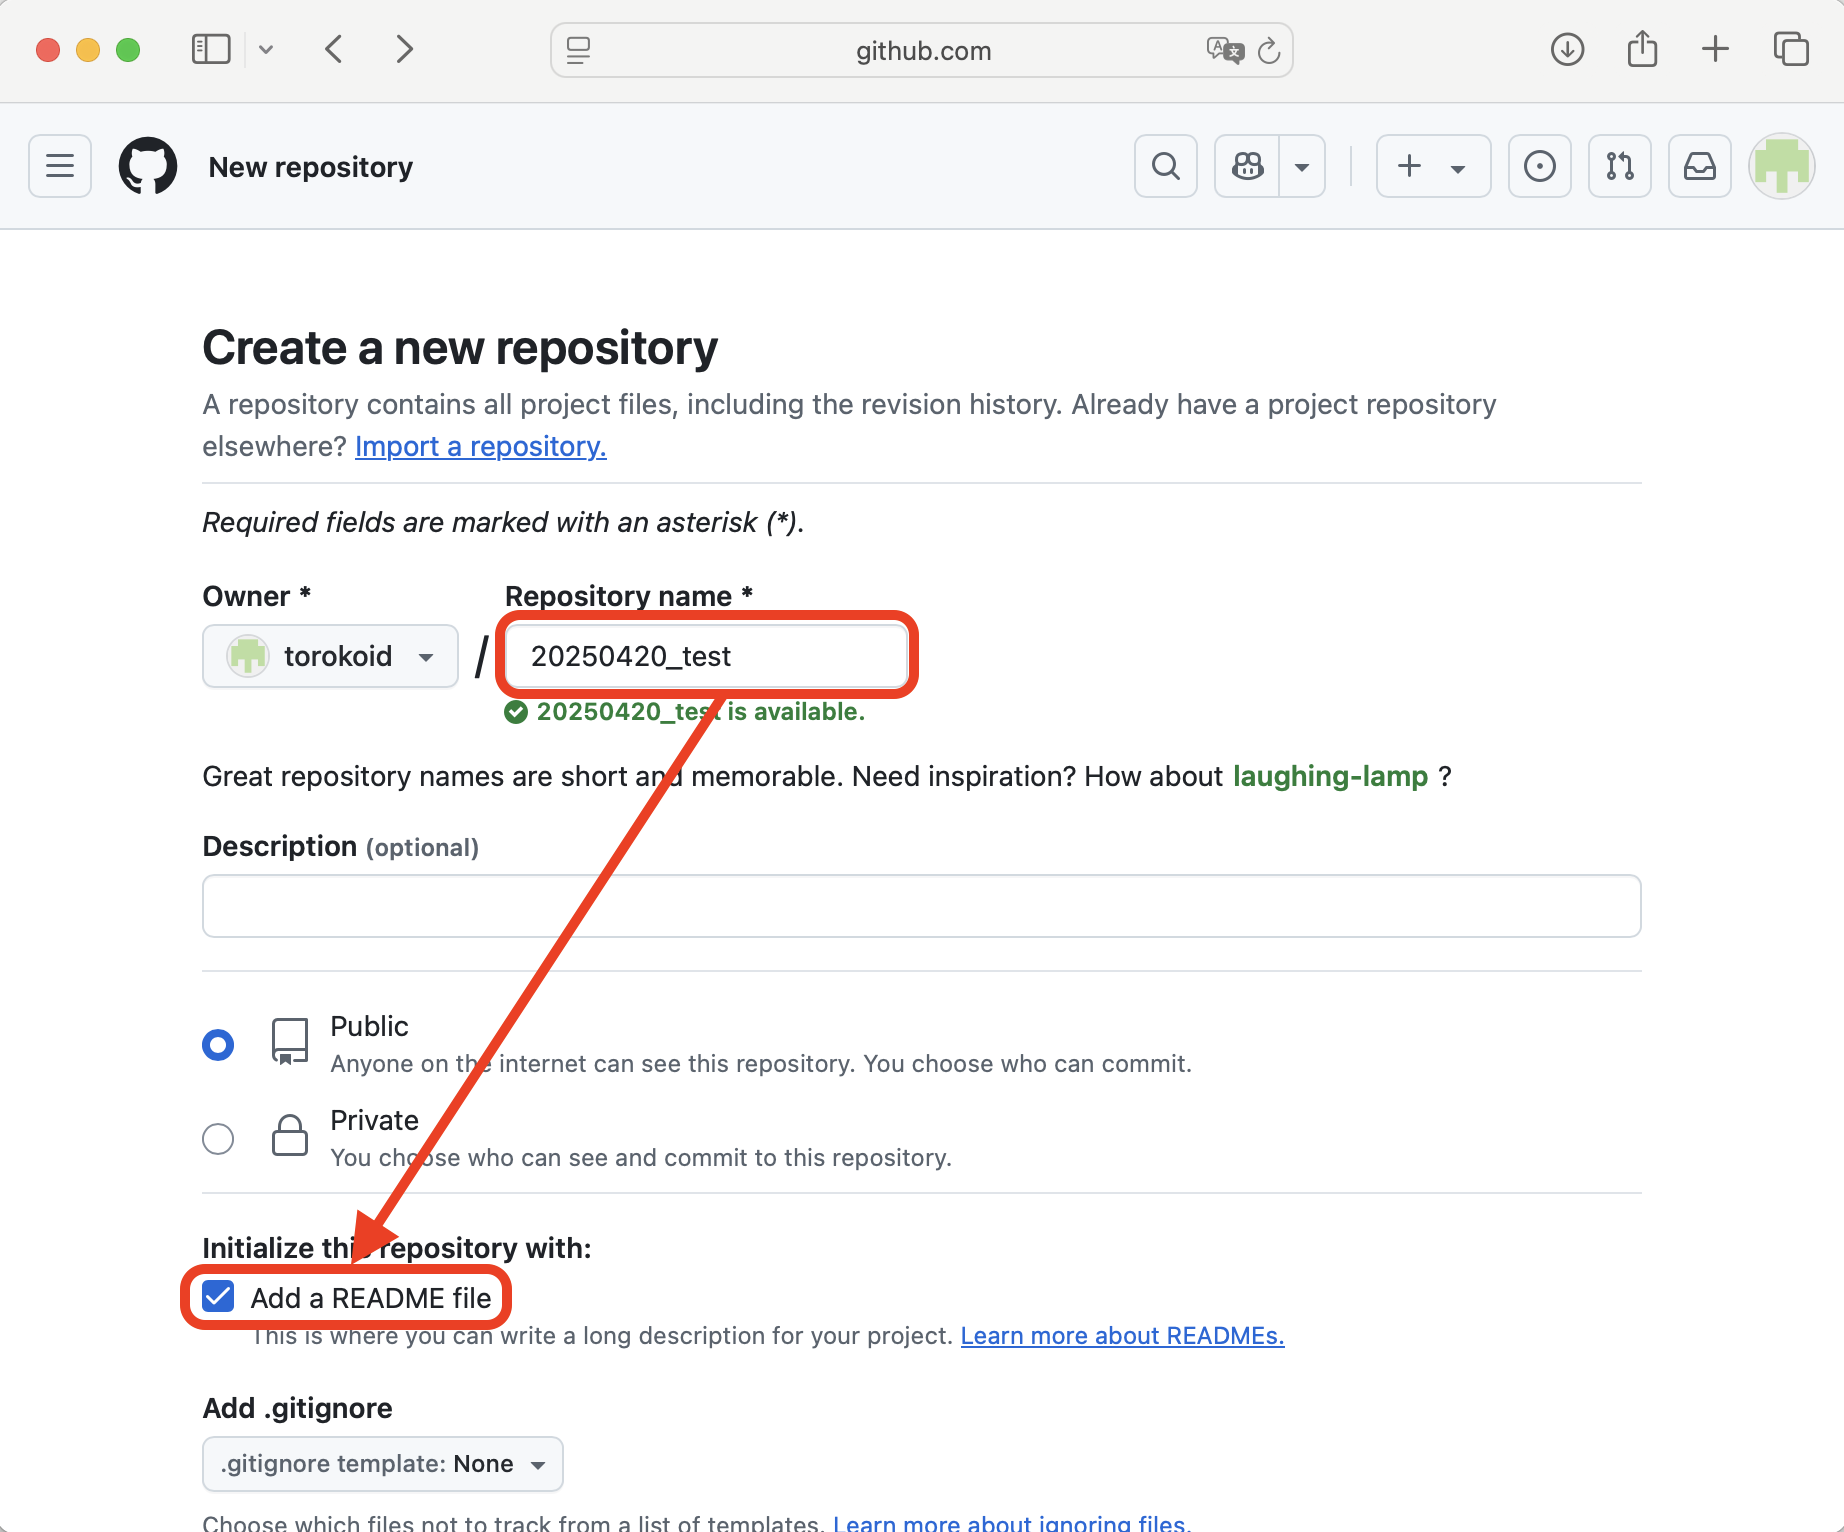 github.com
New repository
Create a new repository
A repository contains all project files, including the revision history. Already have a project repository
elsewhere? Import a repository.
Required fields are marked with an asterisk (*).
Owner *
Repository name *
torokoid
/
20250420_test
20250420_test is available.
Great repository names are short and memorable. Need inspiration? How about laughing-lamp ?
Description (optional)
Public
Anyone on the internet can see this repository. You choose who can commit.
Private
You choose who can see and commit to this repository.
Initialize this repository with:
Add a README file
This is where you can write a long description for your project. Learn more about READMEs.
Add .gitignore
.gitignore template: None
Choose which files not to track from a list of templates. Learn more about ignoring files.